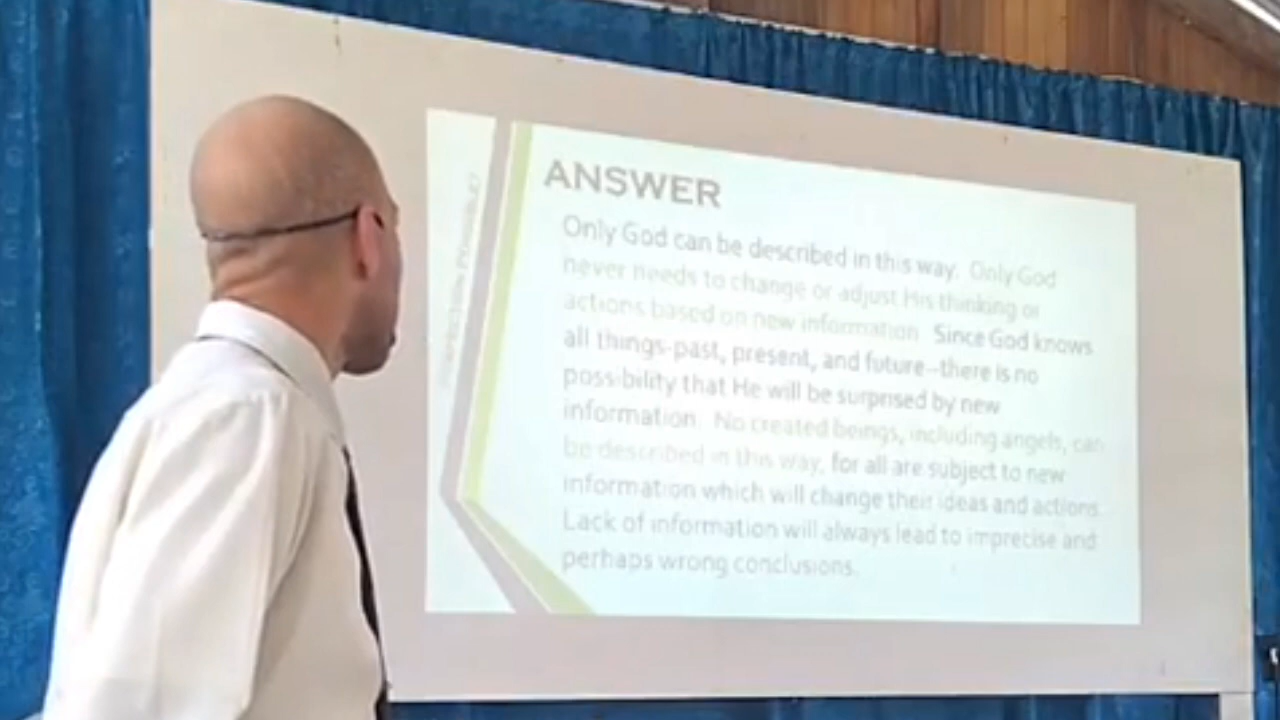 ANSWER
Only God can be described in this way. Only God
never needs to change or adjust His thinking or
actions based on new information. Since God knows
all things-past, present, and future--there is no
possibility that He will be surprised by new
information. No created beings, including angels, can
be described in this way, for all are subject to new
information which will change their ideas and actions.
Lack of information will always lead to imprecise and
perhaps wrong conclusions.